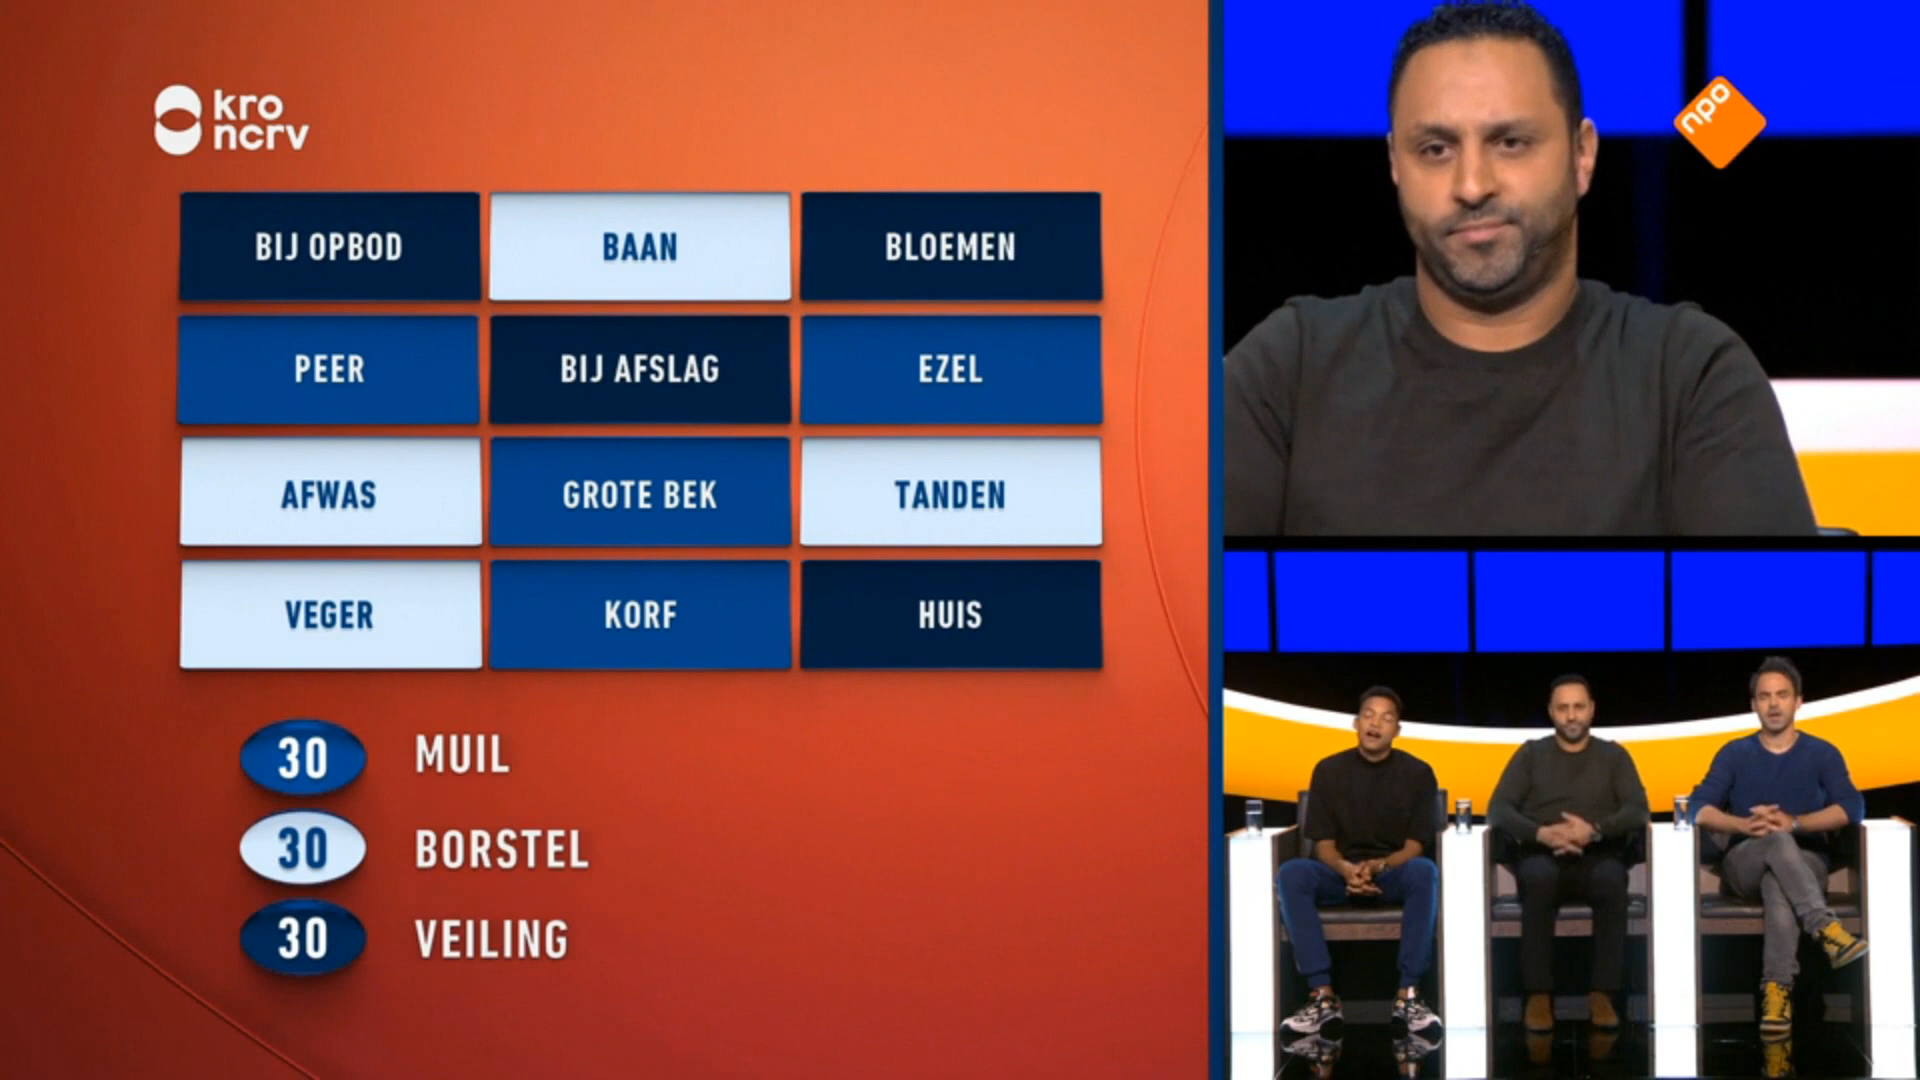 kro
ncrv
npo
BIJ OPBOD
BAAN
BLOEMEN
PEER
BIJ AFSLAG
EZEL
AFWAS
GROTE BEK
TANDEN
VEGER
KORF
HUIS
30 MUIL
30 BORSTEL
30 VEILING